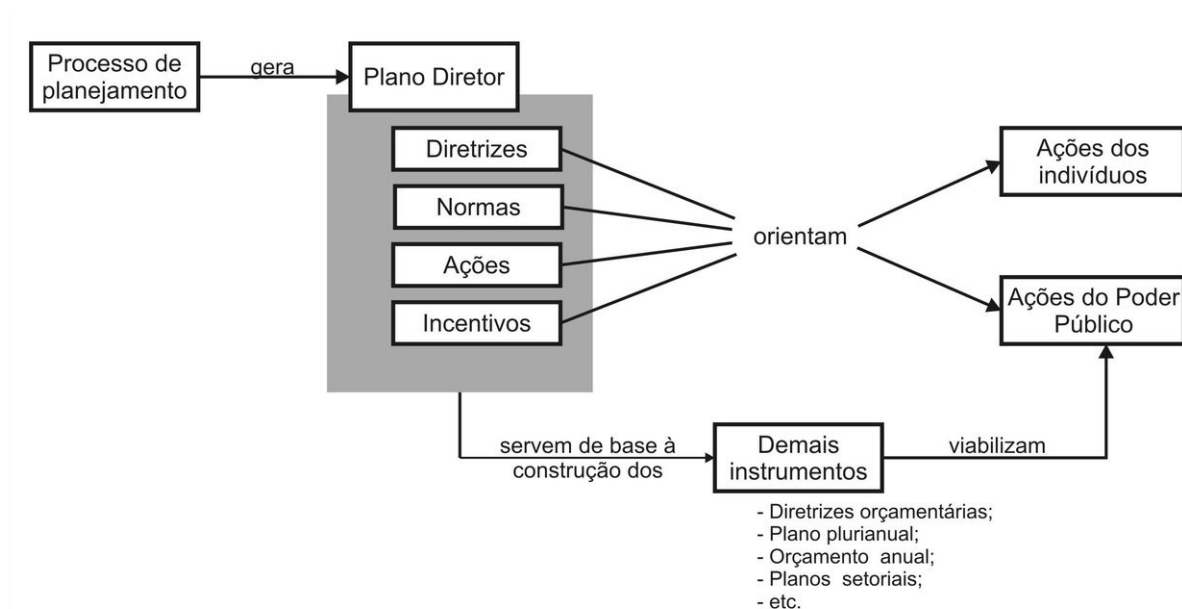 Processo de
planejamento
gera
Plano Diretor
Diretrizes
Normas
Ações
Incentivos
orientam
Ações dos
indivíduos
Ações do Poder
Público
servem de base à
construção dos
Demais
instrumentos
- Diretrizes orçamentárias;
- Plano plurianual;
- Orçamento anual;
- Planos setoriais;
- etc.
viabilizam